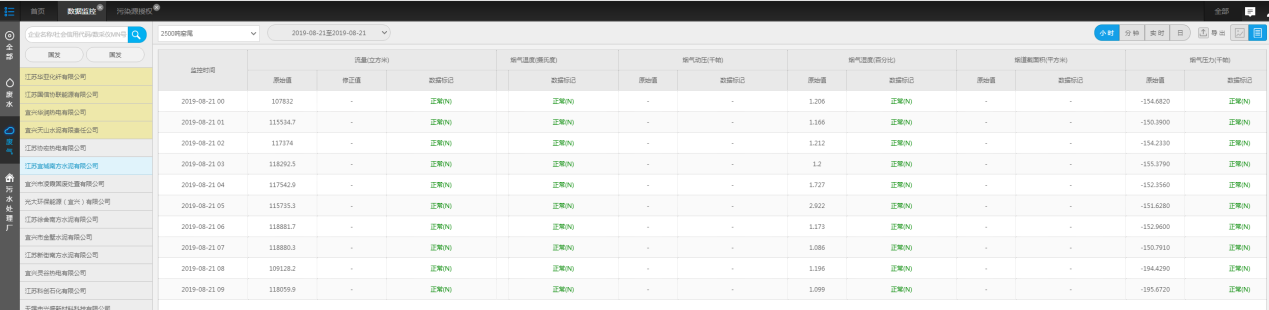 首页 数据监控 污染源授权 全部
企业名称/社会信用代码/数采仪MN号 2500吨窑尾 2019-08-21至2019-08-21 小时 分钟 实时 日 导出
全部
废水
废气
污水处理厂
国发 国发
江苏华亚化纤有限公司
江苏国信协联能源有限公司
宜兴华润热电有限公司
宜兴天山水泥有限责任公司
江苏协宏热电有限公司
江苏宜城南方水泥有限公司
宜兴市凌霞固废处置有限公司
光大环保能源（宜兴）有限公司
江苏徐舍南方水泥有限公司
宜兴市金墅水泥有限公司
江苏新街南方水泥有限公司
宜兴灵谷热电有限公司
江苏科创石化有限公司
监控时间 流量(立方米) 烟气温度(摄氏度) 烟气动压(千帕) 烟气湿度(百分比) 烟道截面积(平方米) 烟气压力(千帕)
原始值 修正值 数据标记 数据标记 原始值 数据标记 原始值 数据标记 原始值 数据标记 原始值 数据标记
2019-08-21 00 107832 - 正常(N) 正常(N) - - 1.206 正常(N) - - -154.6820 正常(N)
2019-08-21 01 115534.7 - 正常(N) 正常(N) - - 1.166 正常(N) - - -150.3900 正常(N)
2019-08-21 02 117374 - 正常(N) 正常(N) - - 1.212 正常(N) - - -154.2330 正常(N)
2019-08-21 03 118292.5 - 正常(N) 正常(N) - - 1.2 正常(N) - - -155.3790 正常(N)
2019-08-21 04 117542.9 - 正常(N) 正常(N) - - 1.727 正常(N) - - -152.3560 正常(N)
2019-08-21 05 115735.3 - 正常(N) 正常(N) - - 2.922 正常(N) - - -151.6280 正常(N)
2019-08-21 06 118881.7 - 正常(N) 正常(N) - - 1.173 正常(N) - - -152.9600 正常(N)
2019-08-21 07 118880.3 - 正常(N) 正常(N) - - 1.086 正常(N) - - -150.7910 正常(N)
2019-08-21 08 109128.2 - 正常(N) 正常(N) - - 1.196 正常(N) - - -194.4290 正常(N)
2019-08-21 09 118059.9 - 正常(N) 正常(N) - - 1.099 正常(N) - - -195.6720 正常(N)